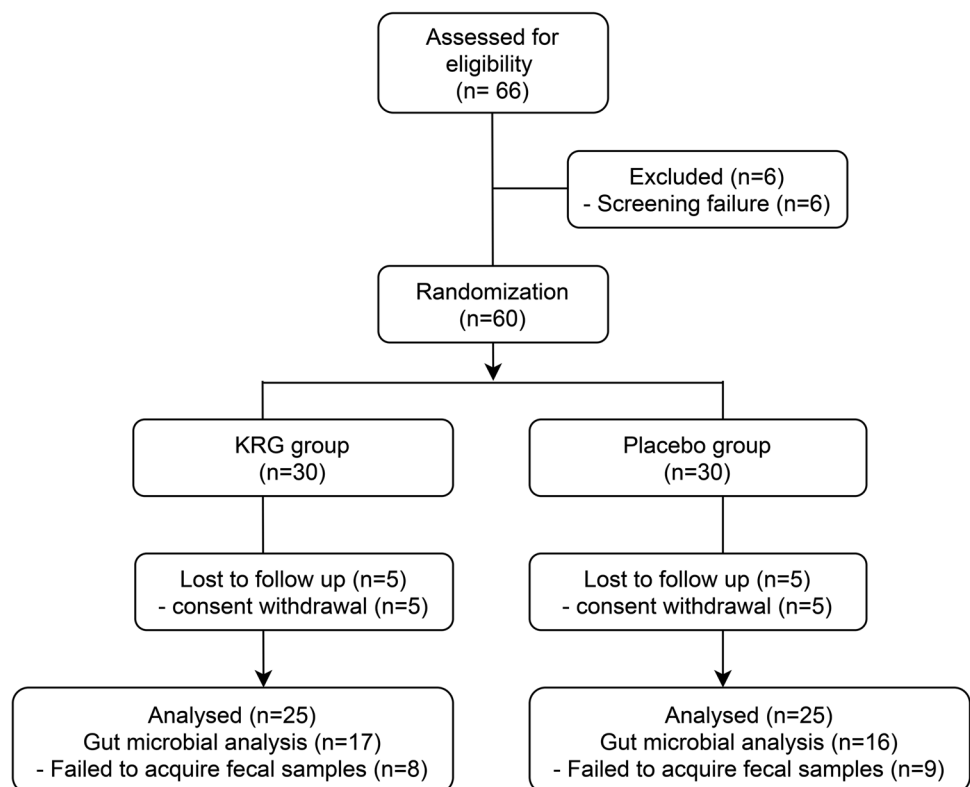 Assessed for
eligibility
(n= 66)
Excluded (n=6)
- Screening failure (n=6)
Randomization
(n=60)
KRG group
(n=30)
Placebo group
(n=30)
Lost to follow up (n=5)
- consent withdrawal (n=5)
Lost to follow up (n=5)
- consent withdrawal (n=5)
Analysed (n=25)
Gut microbial analysis (n=17)
- Failed to acquire fecal samples (n=8)
Analysed (n=25)
Gut microbial analysis (n=16)
- Failed to acquire fecal samples (n=9)